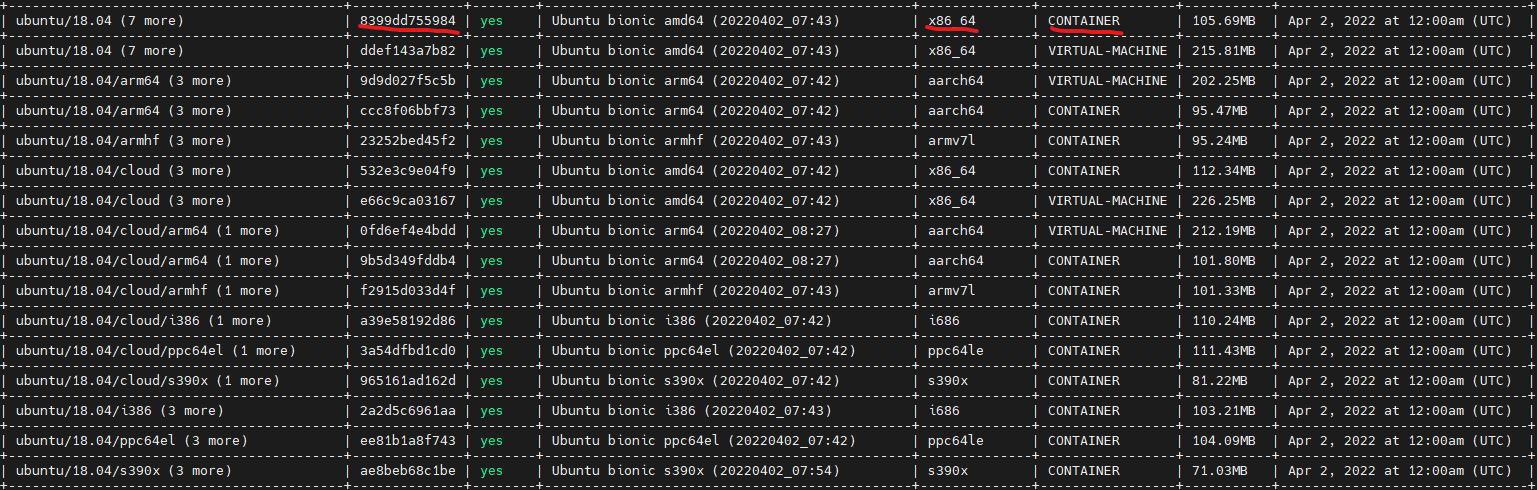 | ubuntu/18.04 (7 more) | 8399dd755984 | yes | Ubuntu bionic amd64 (20220402_07:43) | x86_64 | CONTAINER | 105.69MB | Apr 2, 2022 at 12:00am (UTC) |
| ubuntu/18.04 (7 more) | ddef143a7b82 | yes | Ubuntu bionic amd64 (20220402_07:43) | x86_64 | VIRTUAL-MACHINE | 215.81MB | Apr 2, 2022 at 12:00am (UTC) |
| ubuntu/18.04/arm64 (3 more) | 9d9d027f5c5b | yes | Ubuntu bionic arm64 (20220402_07:42) | aarch64 | VIRTUAL-MACHINE | 202.25MB | Apr 2, 2022 at 12:00am (UTC) |
| ubuntu/18.04/arm64 (3 more) | ccc8f06bbf73 | yes | Ubuntu bionic arm64 (20220402_07:42) | aarch64 | CONTAINER | 95.47MB | Apr 2, 2022 at 12:00am (UTC) |
| ubuntu/18.04/armhf (3 more) | 23252bed45f2 | yes | Ubuntu bionic armhf (20220402_07:43) | armv7l | CONTAINER | 95.24MB | Apr 2, 2022 at 12:00am (UTC) |
| ubuntu/18.04/cloud (3 more) | 532e3c9e04f9 | yes | Ubuntu bionic amd64 (20220402_07:42) | x86_64 | CONTAINER | 112.34MB | Apr 2, 2022 at 12:00am (UTC) |
| ubuntu/18.04/cloud (3 more) | e66c9ca03167 | yes | Ubuntu bionic amd64 (20220402_07:42) | x86_64 | VIRTUAL-MACHINE | 226.25MB | Apr 2, 2022 at 12:00am (UTC) |
| ubuntu/18.04/cloud/arm64 (1 more) | 0fd6ef4e4bdd | yes | Ubuntu bionic arm64 (20220402_08:27) | aarch64 | VIRTUAL-MACHINE | 212.19MB | Apr 2, 2022 at 12:00am (UTC) |
| ubuntu/18.04/cloud/arm64 (1 more) | 9b5d349fddb4 | yes | Ubuntu bionic arm64 (20220402_08:27) | aarch64 | CONTAINER | 101.80MB | Apr 2, 2022 at 12:00am (UTC) |
| ubuntu/18.04/cloud/armhf (1 more) | f2915d033d4f | yes | Ubuntu bionic armhf (20220402_07:43) | armv7l | CONTAINER | 101.33MB | Apr 2, 2022 at 12:00am (UTC) |
| ubuntu/18.04/cloud/i386 (1 more) | a39e58192d86 | yes | Ubuntu bionic i386 (20220402_07:42) | i686 | CONTAINER | 110.24MB | Apr 2, 2022 at 12:00am (UTC) |
| ubuntu/18.04/cloud/ppc64el (1 more) | 3a54dfbd1cd0 | yes | Ubuntu bionic ppc64el (20220402_07:42) | ppc64le | CONTAINER | 111.43MB | Apr 2, 2022 at 12:00am (UTC) |
| ubuntu/18.04/cloud/s390x (1 more) | 965161ad162d | yes | Ubuntu bionic s390x (20220402_07:42) | s390x | CONTAINER | 81.22MB | Apr 2, 2022 at 12:00am (UTC) |
| ubuntu/18.04/i386 (3 more) | 2a2d5c6961aa | yes | Ubuntu bionic i386 (20220402_07:43) | i686 | CONTAINER | 103.21MB | Apr 2, 2022 at 12:00am (UTC) |
| ubuntu/18.04/ppc64el (3 more) | ee81b1a8f743 | yes | Ubuntu bionic ppc64el (20220402_07:42) | ppc64le | CONTAINER | 104.09MB | Apr 2, 2022 at 12:00am (UTC) |
| ubuntu/18.04/s390x (3 more) | ae8beb68c1be | yes | Ubuntu bionic s390x (20220402_07:54) | s390x | CONTAINER | 71.03MB | Apr 2, 2022 at 12:00am (UTC) |